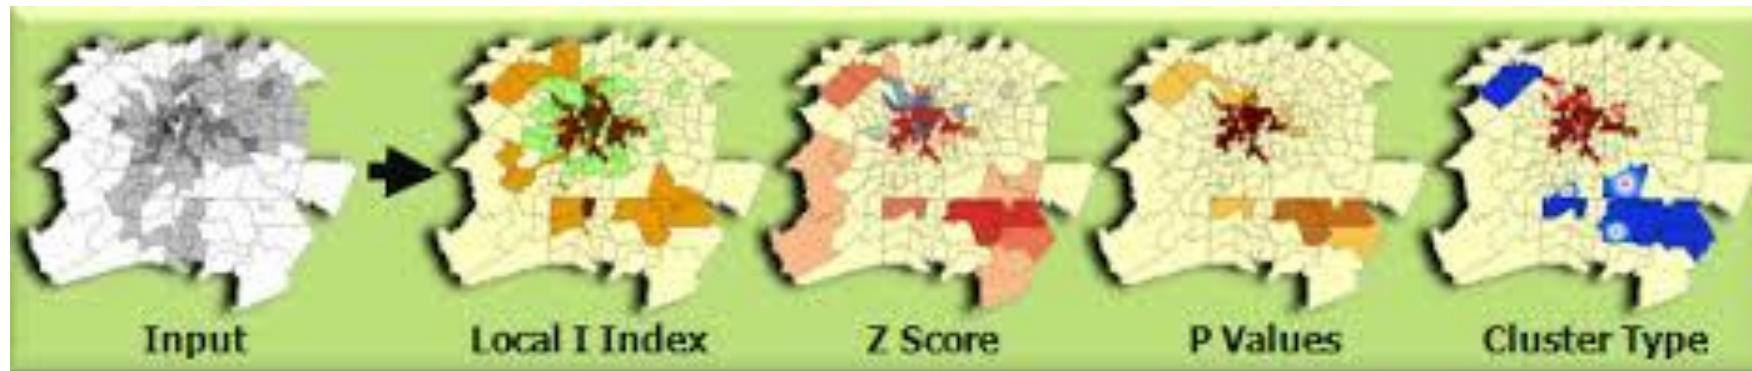 Input
Local I Index
Z Score
P Values
Cluster Type